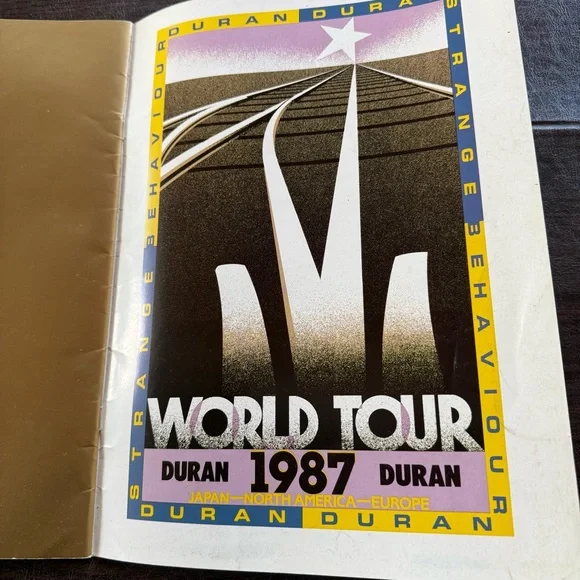 DURAN DURAN
STRANGE BEHAVIOUR
STRANGE BEHAVIOUR
WORLD TOUR
DURAN 1987 DURAN
JAPAN—NORTH AMERICA—EUROPE
DURAN DURAN